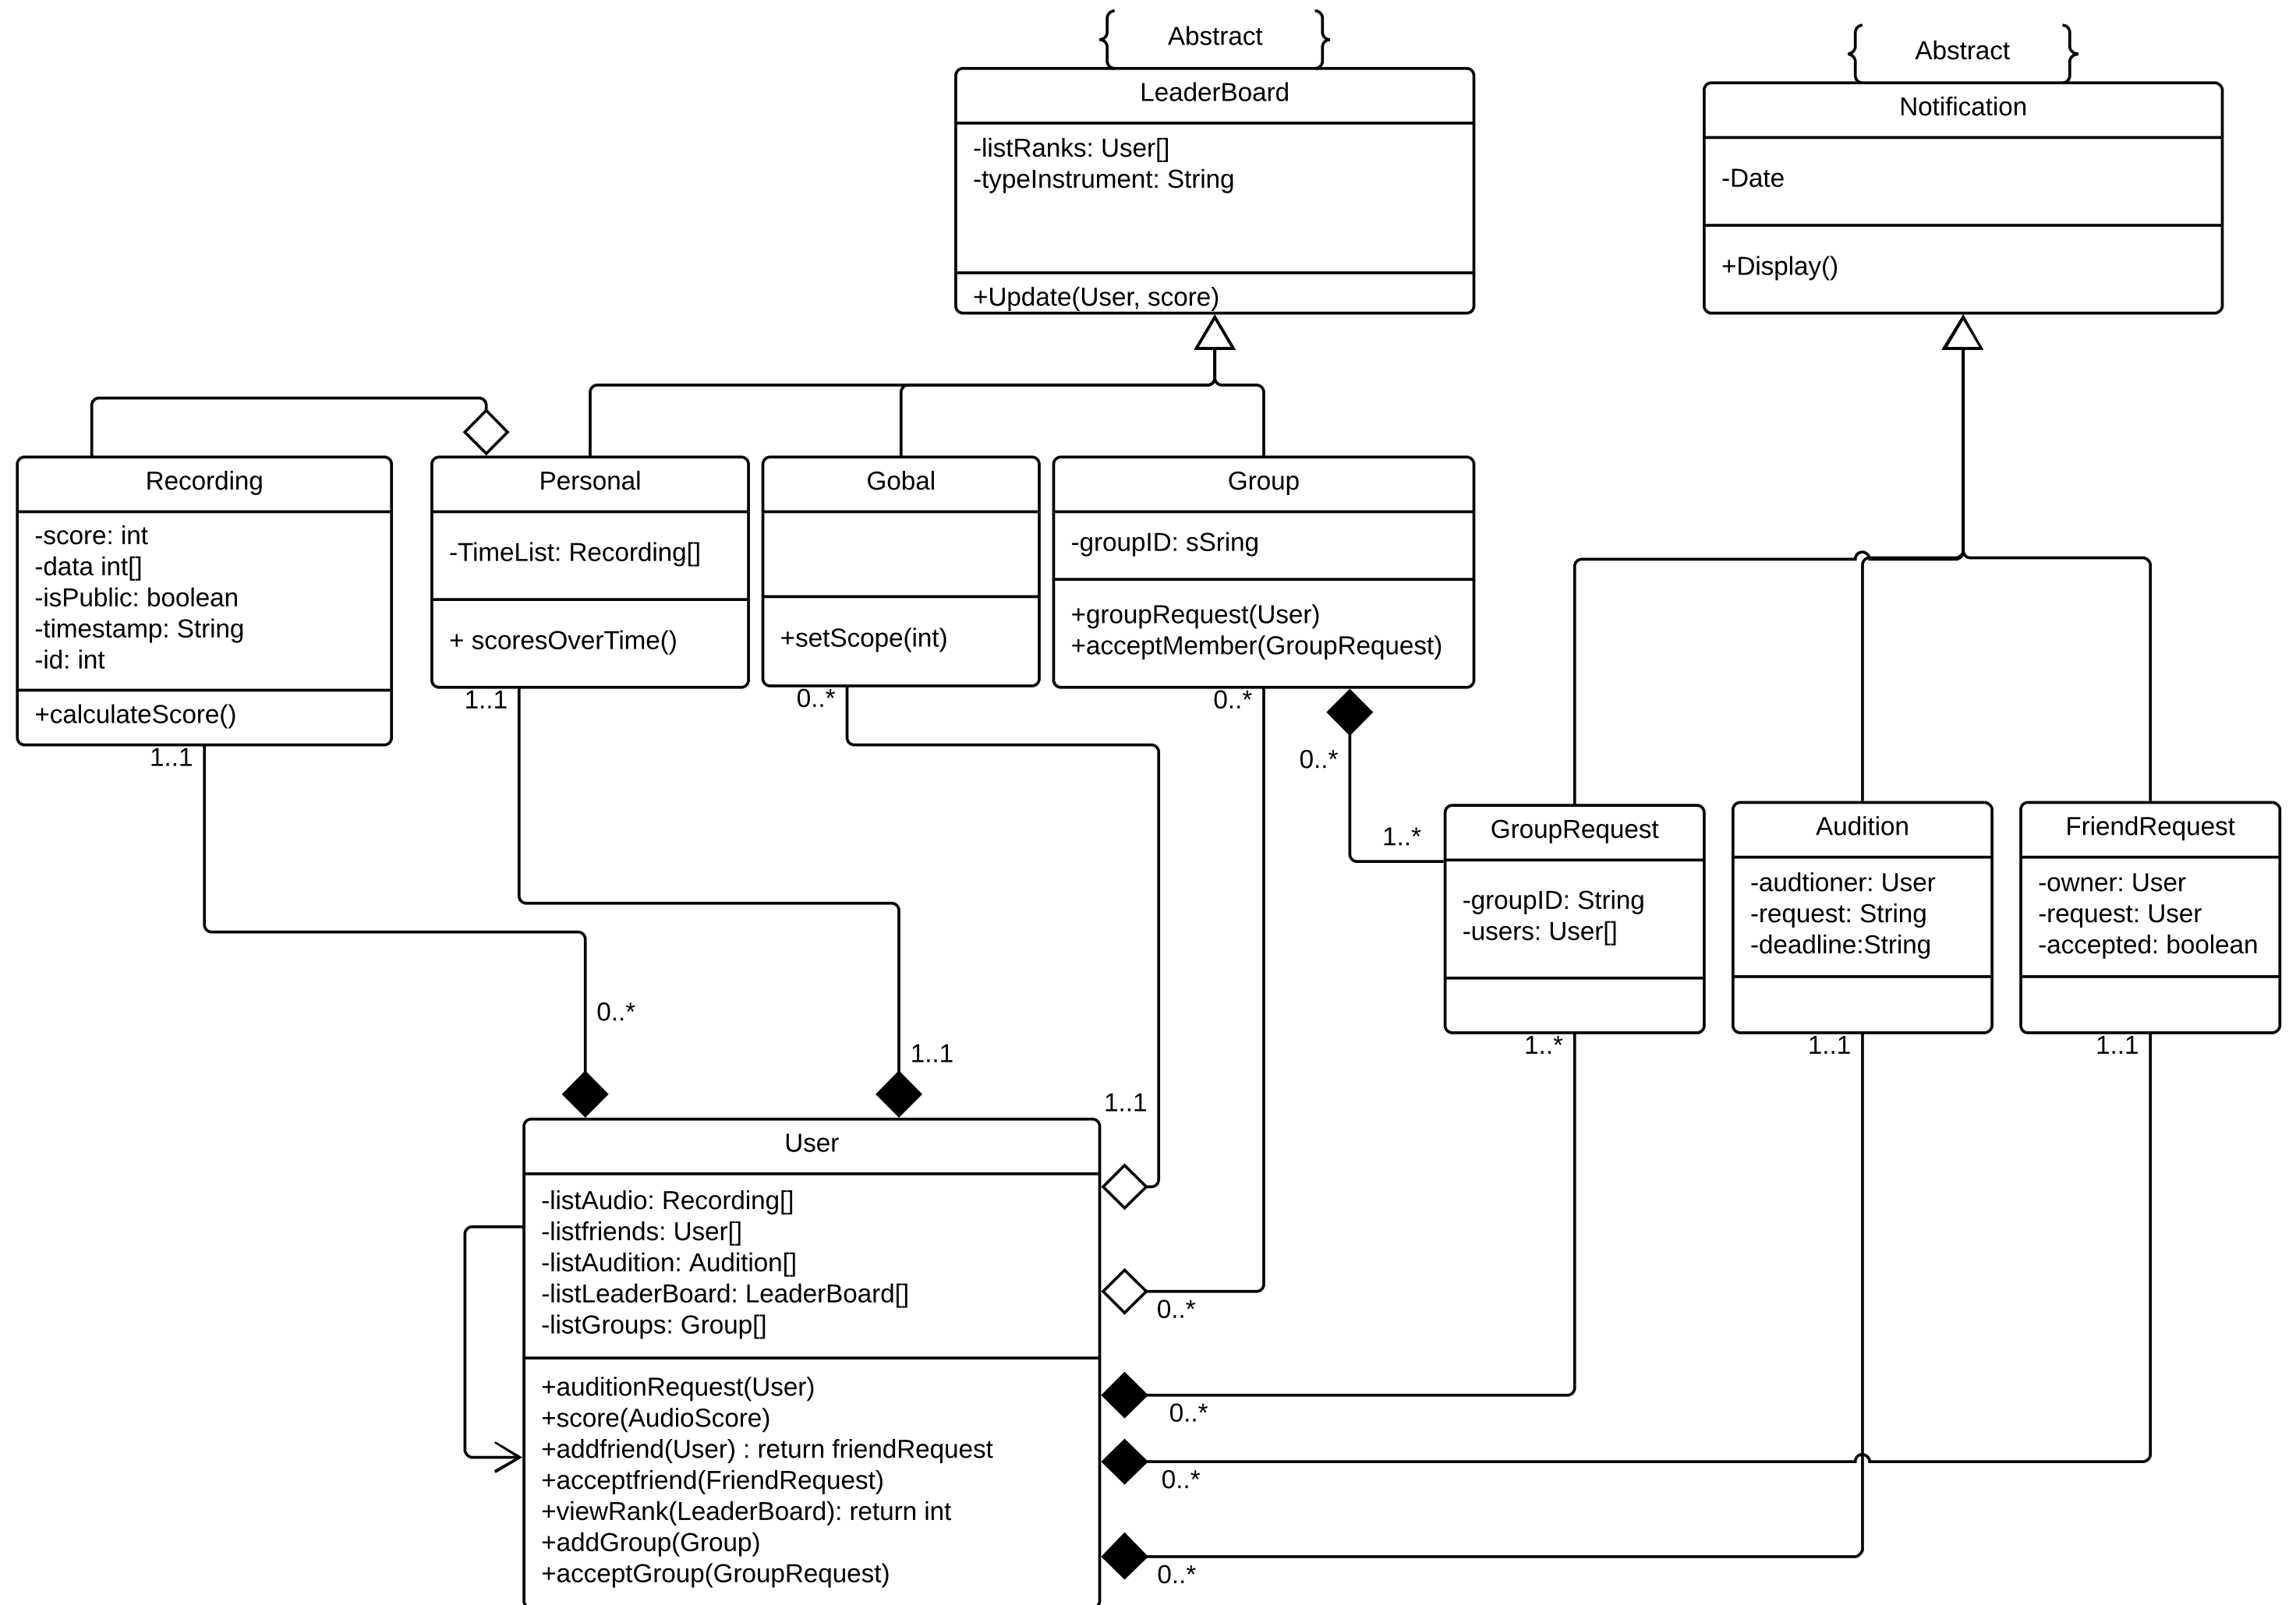 Abstract
LeaderBoard
-listRanks: User[]
-typeInstrument: String
+Update(User, score)
Abstract
Notification
-Date
+Display()
Recording
-score: int
-data int[]
-isPublic: boolean
-timestamp: String
-id: int
+calculateScore()
1..1
Personal
-TimeList: Recording[]
+ scoresOverTime()
1..1
Gobal
+setScope(int)
0..*
Group
-groupID: sSring
+groupRequest(User)
+acceptMember(GroupRequest)
0..*
0..*
1..*
GroupRequest
-groupID: String
-users: User[]
1..*
Audition
-audtioner: User
-request: String
-deadline:String
1..1
FriendRequest
-owner: User
-request: User
-accepted: boolean
1..1
0..*
1..1
1..1
User
-listAudio: Recording[]
-listfriends: User[]
-listAudition: Audition[]
-listLeaderBoard: LeaderBoard[]
-listGroups: Group[]
+auditionRequest(User)
+score(AudioScore)
+addfriend(User) : return friendRequest
+acceptfriend(FriendRequest)
+viewRank(LeaderBoard): return int
+addGroup(Group)
+acceptGroup(GroupRequest)
0..*
0..*
0..*
0..*